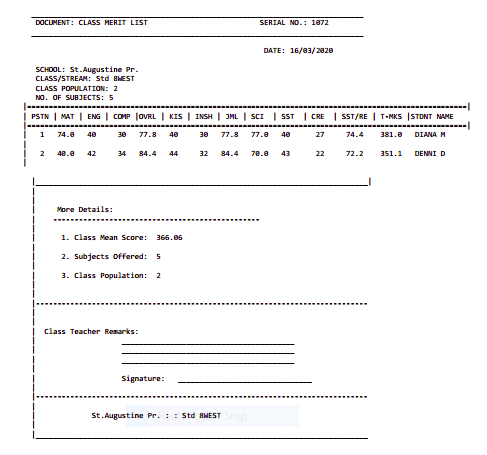 DOCUMENT: CLASS MERIT LIST SERIAL NO.: 1072
DATE: 16/03/2020
SCHOOL: St.Augustine Pr.
CLASS/STREAM: Std 8WEST
CLASS POPULATION: 2
NO. OF SUBJECTS: 5
| PSTN | MAT | ENG | COMP |OVRL | KIS | INSH | JML | SCI | SST | CRE | SST/RE | T-MKS |STDNT NAME
1 74.0 40 30 77.8 40 30 77.8 77.0 40 27 74.4 381.0 DIANA M
2 40.0 42 34 84.4 44 32 84.4 70.0 43 22 72.2 351.1 DENNI D
More Details:
1. Class Mean Score: 366.06
2. Subjects Offered: 5
3. Class Population: 2
Class Teacher Remarks:
Signature:
St.Augustine Pr. : : Std 8WEST Snip